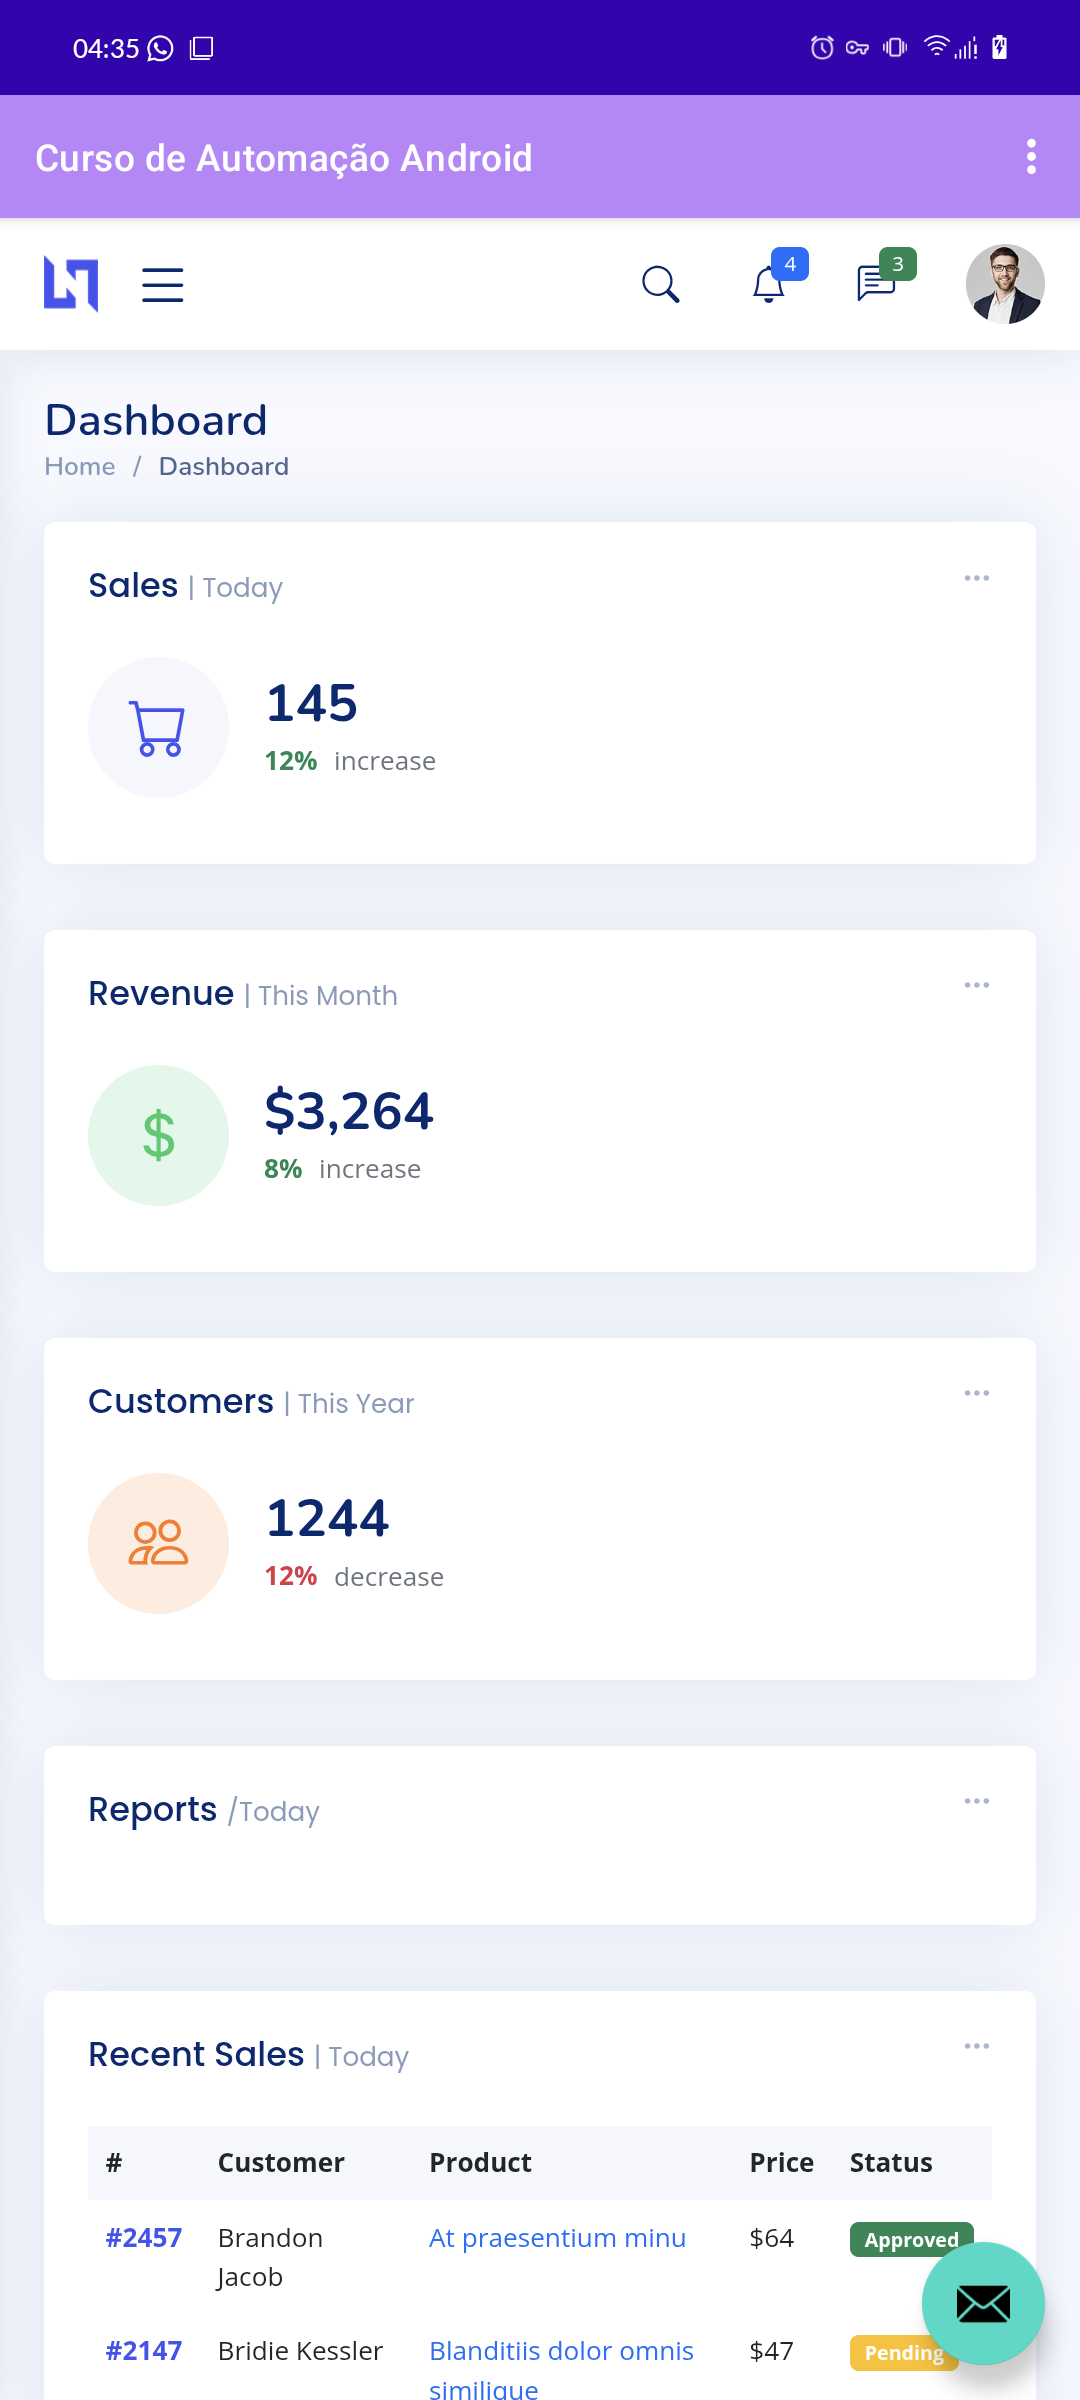 04:35
Curso de Automação Android
4
3
Dashboard
Home / Dashboard
Sales | Today
145
12% increase
Revenue | This Month
$
$3,264
8% increase
Customers | This Year
1244
12% decrease
Reports /Today
Recent Sales | Today
# Customer Product Price Status
#2457 Brandon Jacob At praesentium minu $64 Approved
#2147 Bridie Kessler Blanditiis dolor omnis similique $47 Pending